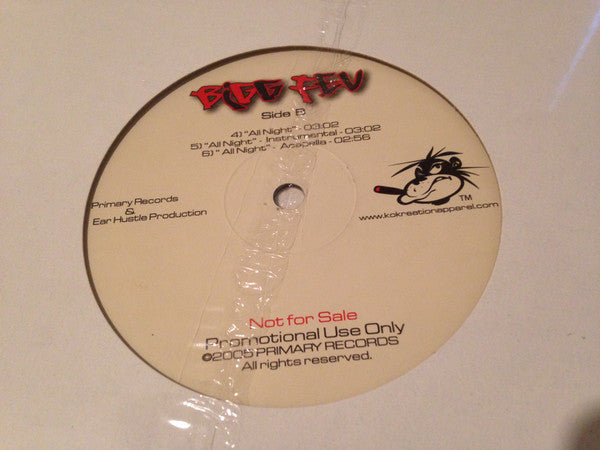 BIGG FEV
Side B
4) "All Night" - 03:02
5) "All Night" - Instrumental - 03:02
6) " All Night" - Acapella - 02:56
Primary Records
&
Ear Hustle Production
TM
www.kokreationapparel.com
Not for Sale
Promotional Use Only
©2005 PRIMARY RECORDS
All rights reserved.